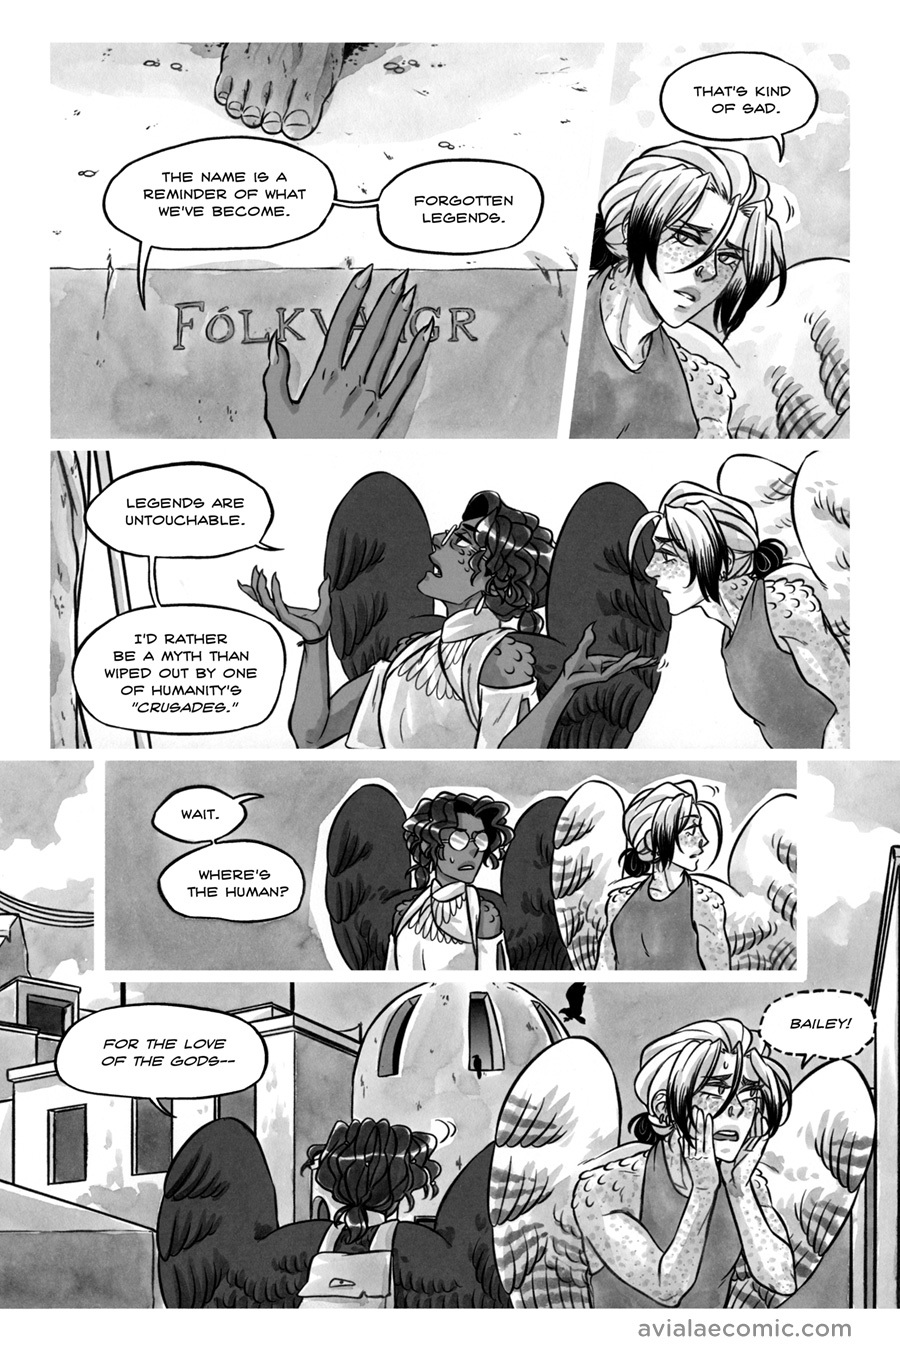 THE NAME IS A
REMINDER OF WHAT
WE'VE BECOME.
FORGOTTEN
LEGENDS.
FÓLKVA GR
THAT'S KIND
OF SAD.
LEGENDS ARE
UNTOUCHABLE.
I'D RATHER
BE A MYTH THAN
WIPED OUT BY ONE
OF HUMANITY'S
"CRUSADES."
WAIT.
WHERE'S
THE HUMAN?
FOR THE LOVE
OF THE GODS--
BAILEY!
avialaecomic.com